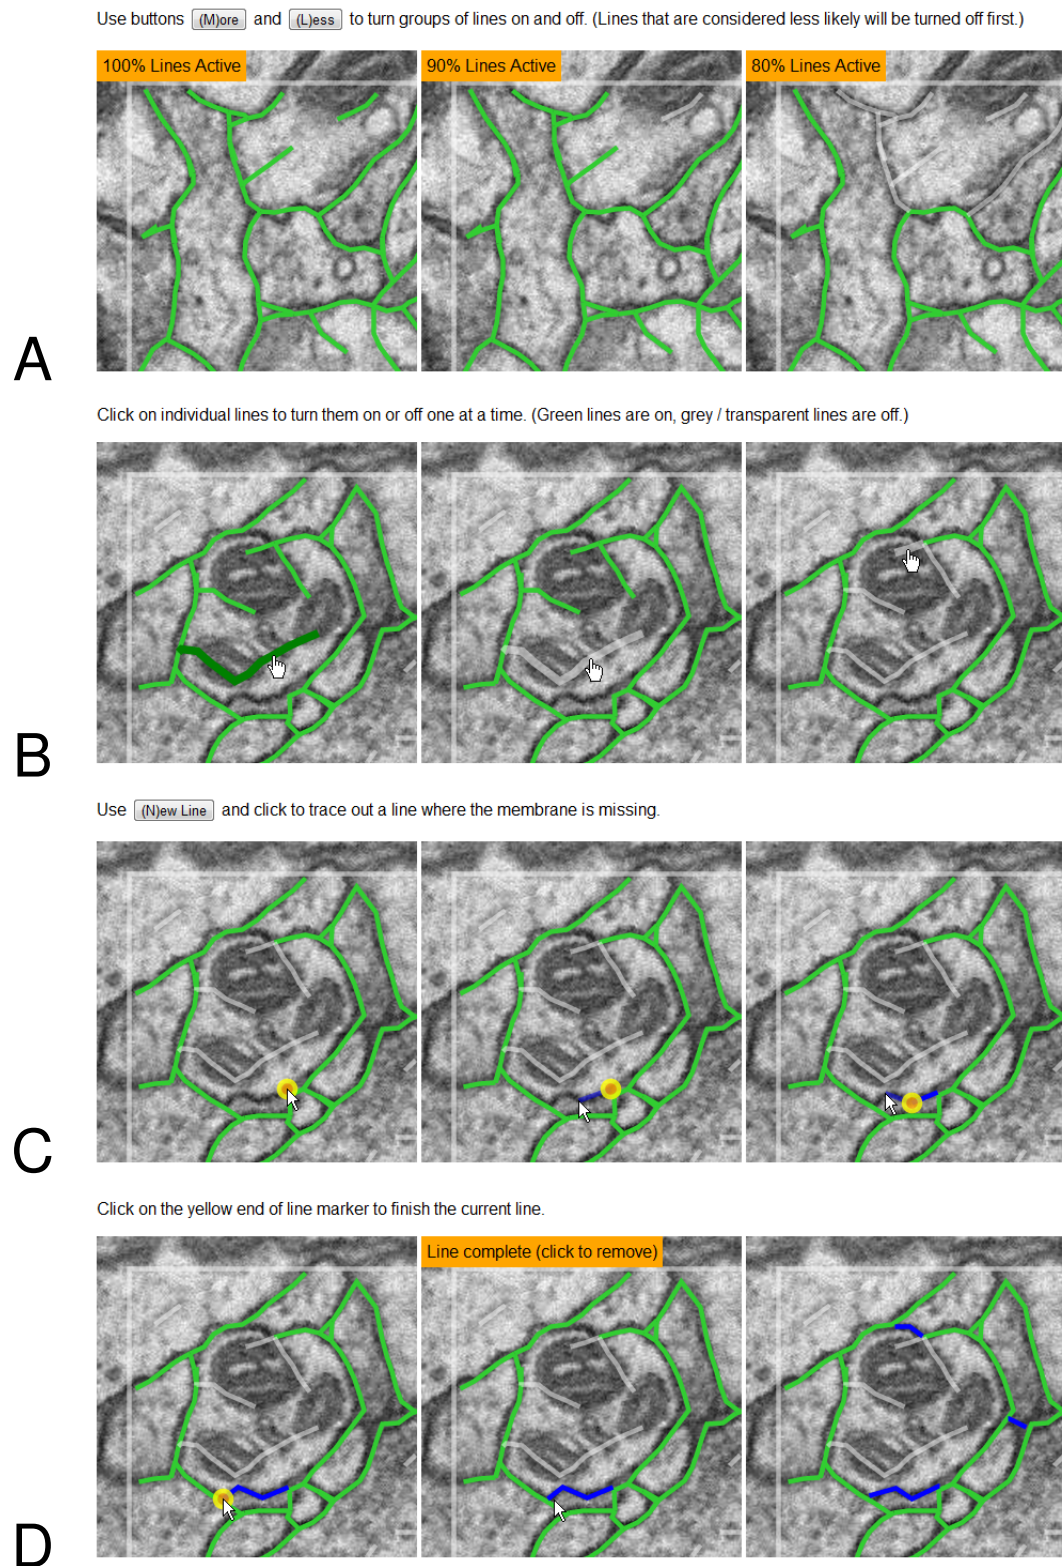 Use buttons (M)ore and (L)ess to turn groups of lines on and off. (Lines that are considered less likely will be turned off first.)
100% Lines Active 90% Lines Active 80% Lines Active
A
Click on individual lines to turn them on or off one at a time. (Green lines are on, grey / transparent lines are off.)
B
Use (N)ew Line and click to trace out a line where the membrane is missing.
C
Click on the yellow end of line marker to finish the current line.
Line complete (click to remove)
D